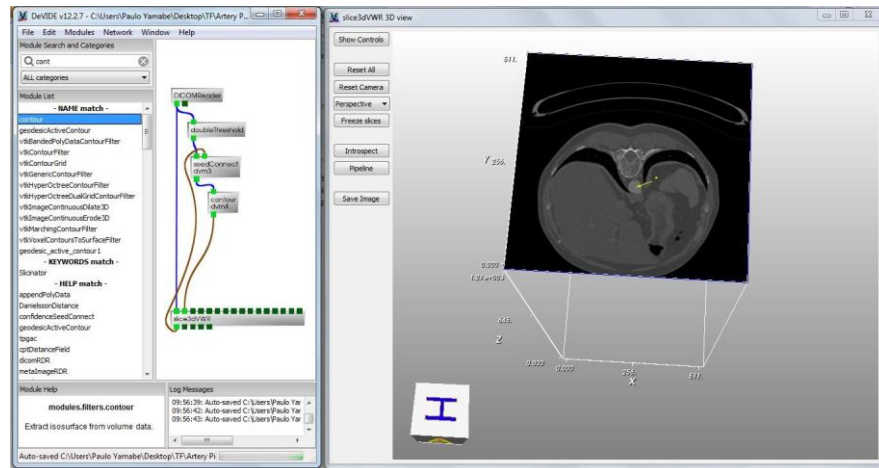 DeVIDE v12.2.7 - C:\Users\Paulo Yamabe\Desktop\TF\Artery P...
File Edit Modules Network Window Help
Module Search and Categories
cont
ALL categories
Module List
- NAME match -
contour
geodesicActiveContour
vtkBandedPolyDataContourFilter
vtkContourFilter
vtkContourGrid
vtkGenericContourFilter
vtkHyperOctreeContourFilter
vtkHyperOctreeDualGridContourFilter
vtkImageContinuousDilate3D
vtkImageContinuousErode3D
vtkMarchingContourFilter
vtkVoxelContoursToSurfaceFilter
geodesic_active_contour1
- KEYWORDS match -
Slicinator
- HELP match -
appendPolyData
DanielssonDistance
confidenceSeedConnect
geodesicActiveContour
tpgac
cptDistanceField
dicomRDR
metaImageRDR
DICOMReader
doubleThreshold
seedConnect
dvm3
contour
slice3dVWR
Module Help
modules.filters.contour
Extract isosurface from volume data.
Log Messages
09:56:39: Auto-saved C:\Users\Paulo Yar
09:56:42: Auto-saved C:\Users\Paulo Yar
09:56:43: Auto-saved C:\Users\Paulo Yar
Auto-saved C:\Users\Paulo Yamabe\Desktop\TF\Artery Pi
slice3dVWR 3D view
Show Controls
Reset All
Reset Camera
Perspective
Freeze slices
Introspect
Pipeline
Save Image
511.
Y 256.
0.000
645.
Z
0.000
0.000
256.
511.
X
H